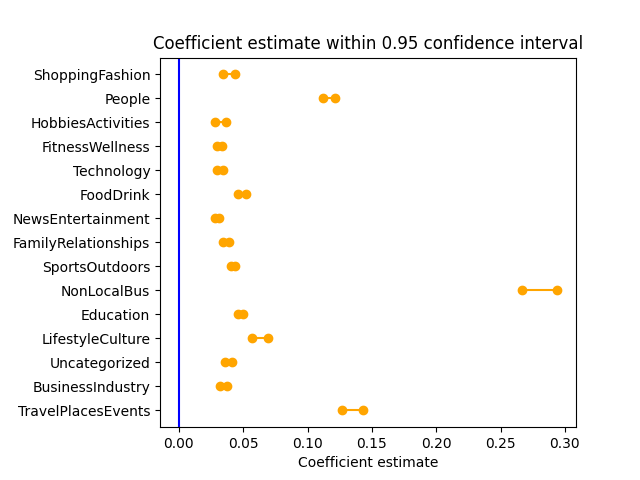 Coefficient estimate within 0.95 confidence interval
ShoppingFashion
People
HobbiesActivities
FitnessWellness
Technology
FoodDrink
NewsEntertainment
FamilyRelationships
SportsOutdoors
NonLocalBus
Education
LifestyleCulture
Uncategorized
BusinessIndustry
TravelPlacesEvents
0.00 0.05 0.10 0.15 0.20 0.25 0.30
Coefficient estimate